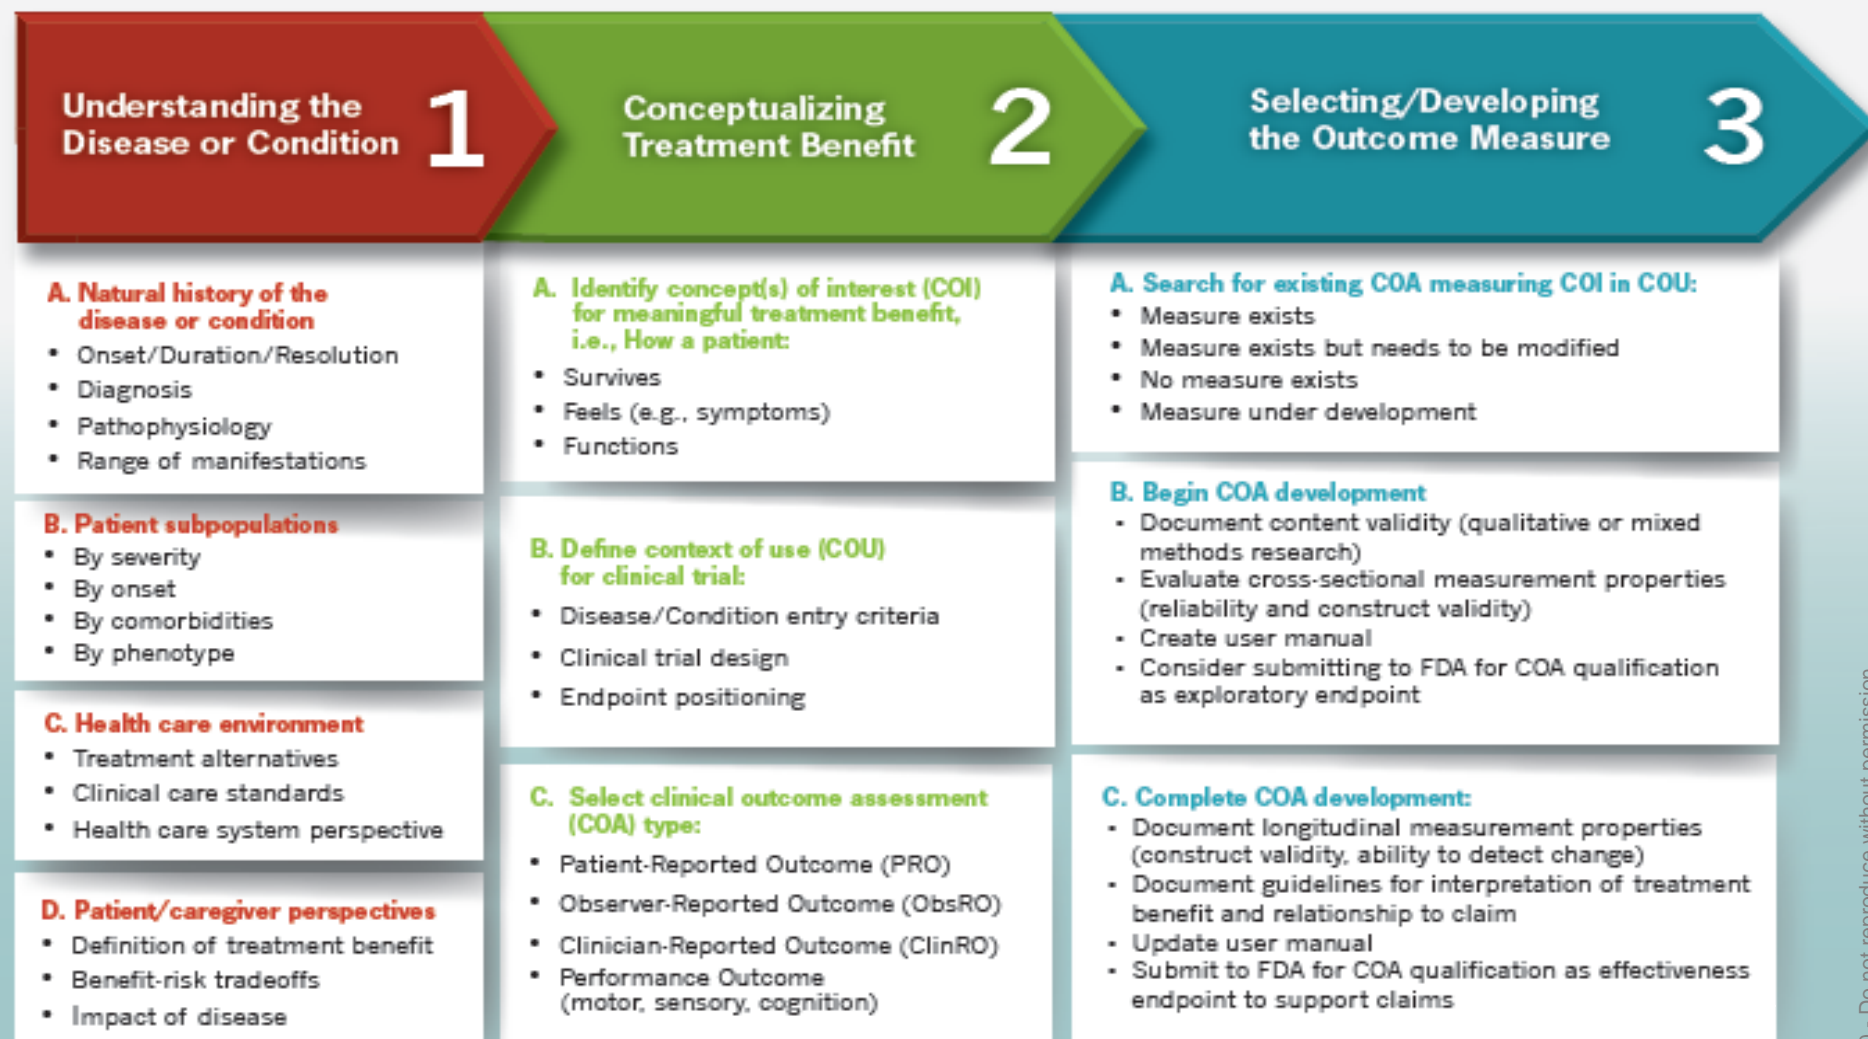 Understanding the
Disease or Condition
1
Conceptualizing
Treatment Benefit
2
Selecting/Developing
the Outcome Measure
3
A. Natural history of the
disease or condition
• Onset/Duration/Resolution
• Diagnosis
• Pathophysiology
• Range of manifestations
B. Patient subpopulations
• By severity
• By onset
• By comorbidities
• By phenotype
C. Health care environment
• Treatment alternatives
• Clinical care standards
• Health care system perspective
D. Patient/caregiver perspectives
• Definition of treatment benefit
• Benefit-risk tradeoffs
• Impact of disease
A. Identify concept(s) of interest (COI)
for meaningful treatment benefit,
i.e., How a patient:
• Survives
• Feels (e.g., symptoms)
• Functions
B. Define context of use (COU)
for clinical trial:
• Disease/Condition entry criteria
• Clinical trial design
• Endpoint positioning
C. Select clinical outcome assessment
(COA) type:
• Patient-Reported Outcome (PRO)
• Observer-Reported Outcome (ObsRO)
• Clinician-Reported Outcome (ClinRO)
• Performance Outcome
(motor, sensory, cognition)
A. Search for existing COA measuring COI in COU:
• Measure exists
• Measure exists but needs to be modified
• No measure exists
• Measure under development
B. Begin COA development
- Document content validity (qualitative or mixed
methods research)
- Evaluate cross-sectional measurement properties
(reliability and construct validity)
- Create user manual
- Consider submitting to FDA for COA qualification
as exploratory endpoint
C. Complete COA development:
- Document longitudinal measurement properties
(construct validity, ability to detect change)
- Document guidelines for interpretation of treatment
benefit and relationship to claim
- Update user manual
- Submit to FDA for COA qualification as effectiveness
endpoint to support claims
- Do not reproduce without permission